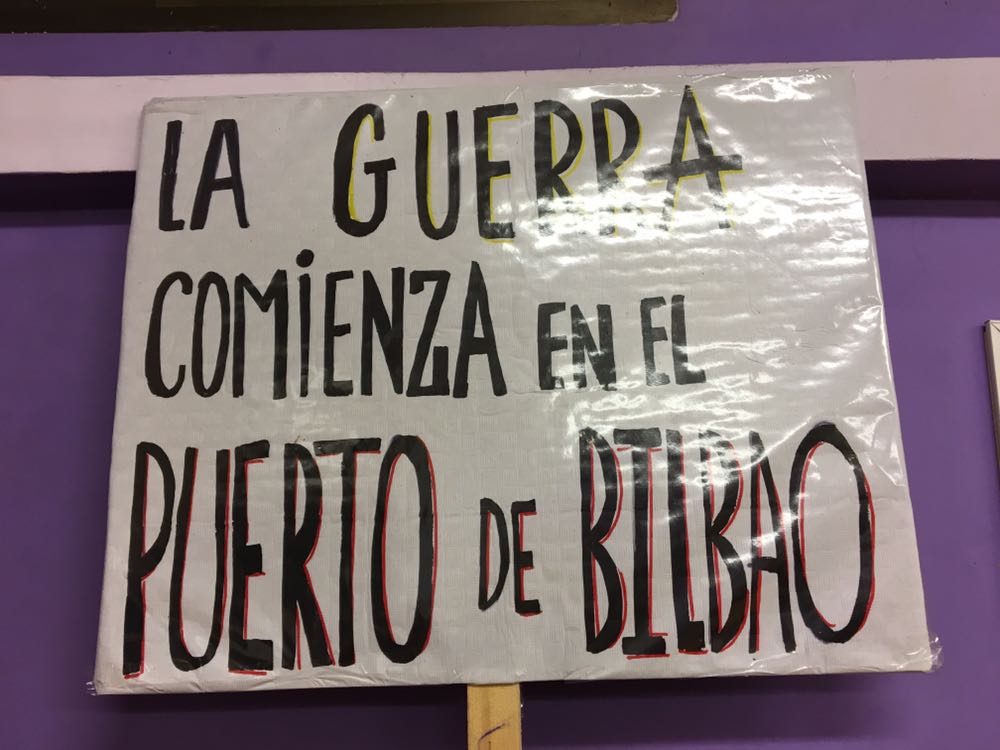 LA GUERRA
COMiENZA EN EL
PUERTO DE BILBAO